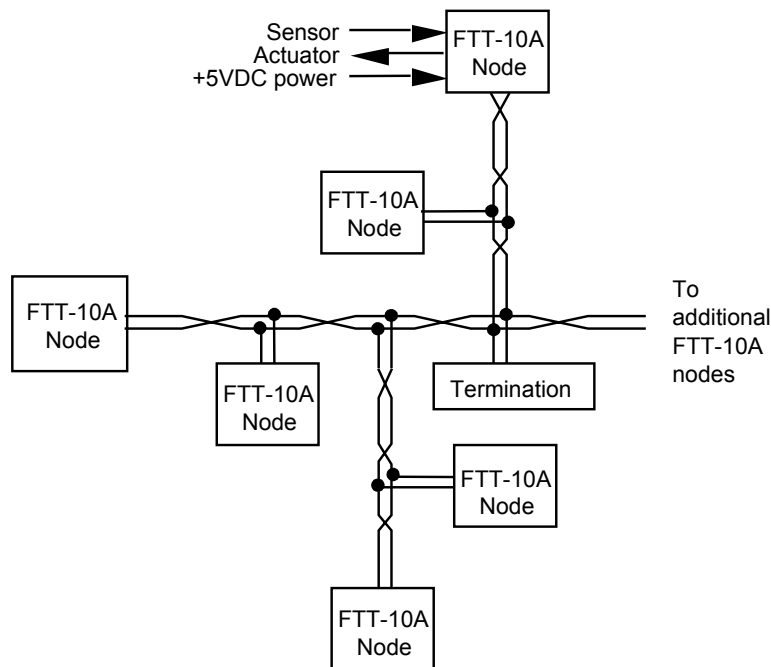 Sensor
Actuator
+5VDC power
FTT-10A
Node
FTT-10A
Node
FTT-10A
Node
To
additional
FTT-10A
nodes
FTT-10A
Node
Termination
FTT-10A
Node
FTT-10A
Node